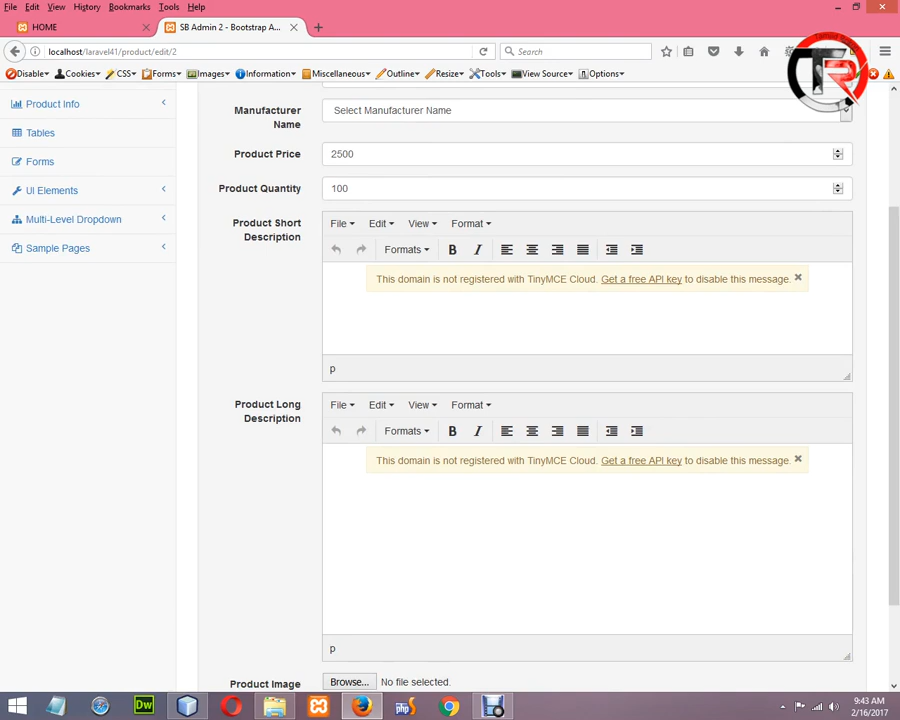 File Edit View History Bookmarks Tools Help
HOME × SB Admin 2 - Bootstrap A... × +
localhost/laravel41/product/edit/2 Search
Disable Cookies CSS Forms Images Information Miscellaneous Outline Resize Tools View Source Options
Product Info
Tables
Forms
UI Elements
Multi-Level Dropdown
Sample Pages
Manufacturer
Name
Select Manufacturer Name
Product Price
2500
Product Quantity
100
Product Short
Description
File Edit View Format
Formats B I
This domain is not registered with TinyMCE Cloud. Get a free API key to disable this message. ×
p
Product Long
Description
File Edit View Format
Formats B I
This domain is not registered with TinyMCE Cloud. Get a free API key to disable this message. ×
p
Product Image
Browse... No file selected.
Dw php
9:43 AM
2/16/2017